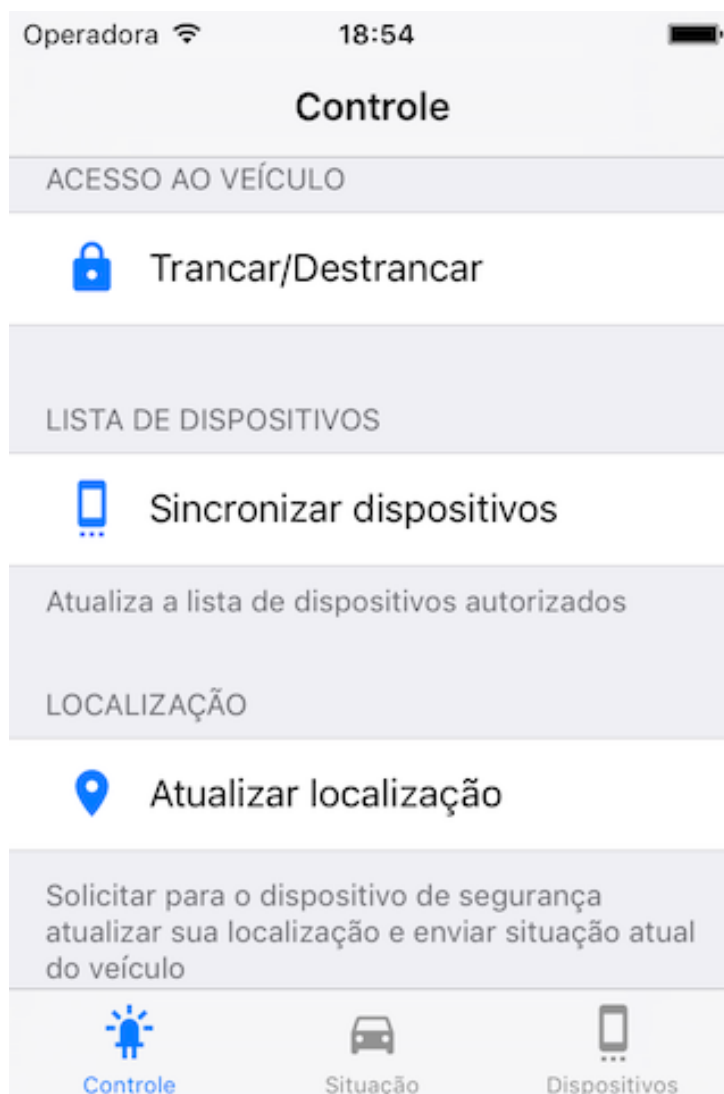 Operadora 18:54
Controle
ACESSO AO VEÍCULO
Trancar/Destrancar
LISTA DE DISPOSITIVOS
Sincronizar dispositivos
Atualiza a lista de dispositivos autorizados
LOCALIZAÇÃO
Atualizar localização
Solicitar para o dispositivo de segurança
atualizar sua localização e enviar situação atual
do veículo
Controle Situação Dispositivos